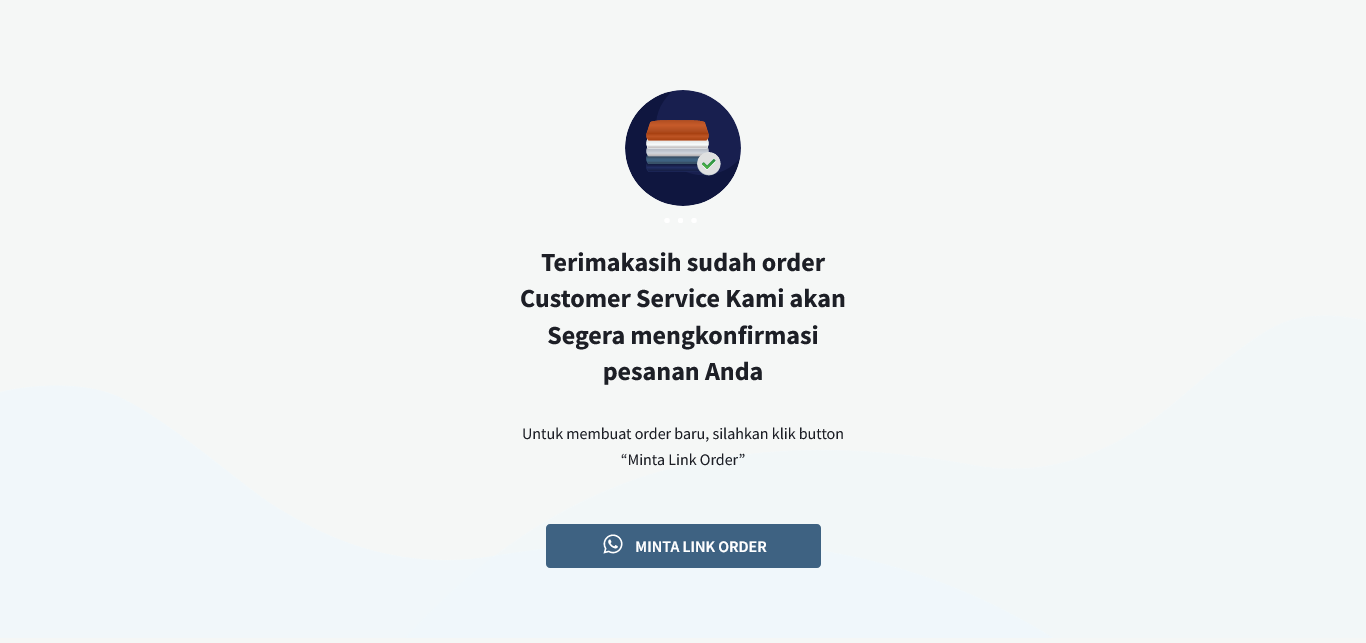 Terimakasih sudah order
Customer Service Kami akan
Segera mengkonfirmasi
pesanan Anda
Untuk membuat order baru, silahkan klik button
“Minta Link Order”
MINTA LINK ORDER